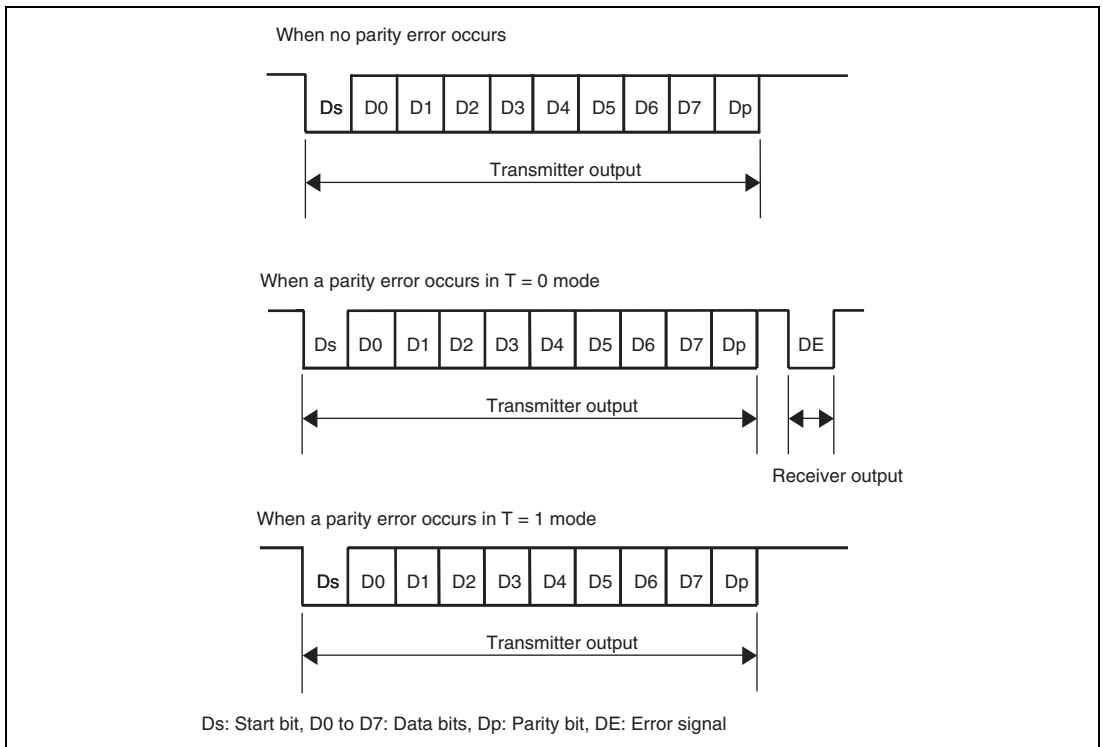 When no parity error occurs
Ds D0 D1 D2 D3 D4 D5 D6 D7 Dp
Transmitter output
When a parity error occurs in T = 0 mode
Ds D0 D1 D2 D3 D4 D5 D6 D7 Dp DE
Transmitter output
Receiver output
When a parity error occurs in T = 1 mode
Ds D0 D1 D2 D3 D4 D5 D6 D7 Dp
Transmitter output
Ds: Start bit, D0 to D7: Data bits, Dp: Parity bit, DE: Error signal